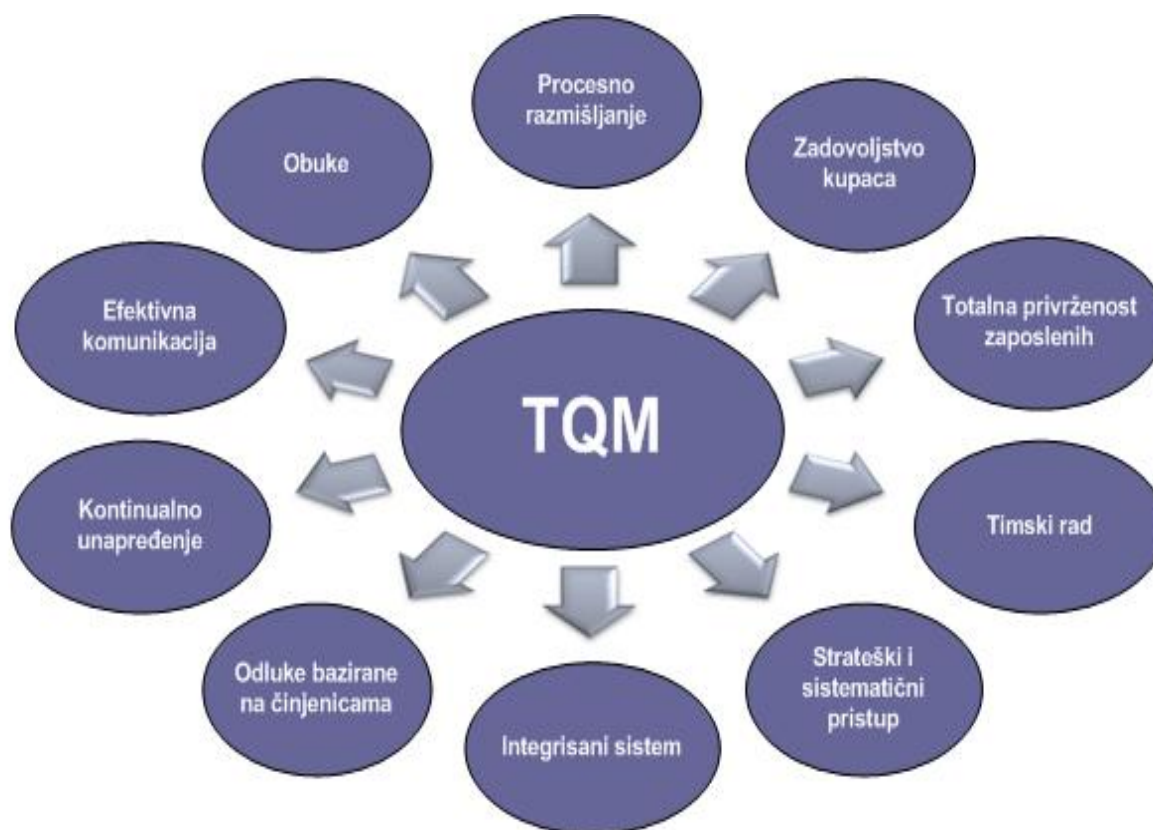 Procesno
razmišljanje
Zadovoljstvo
kupaca
Totalna privrženost
zaposlenih
Timski rad
Strateški i
sistematični
pristup
Integrisani sistem
Odluke bazirane
na činjenicama
Kontinualno
unapređenje
Efektivna
komunikacija
Obuke
TQM